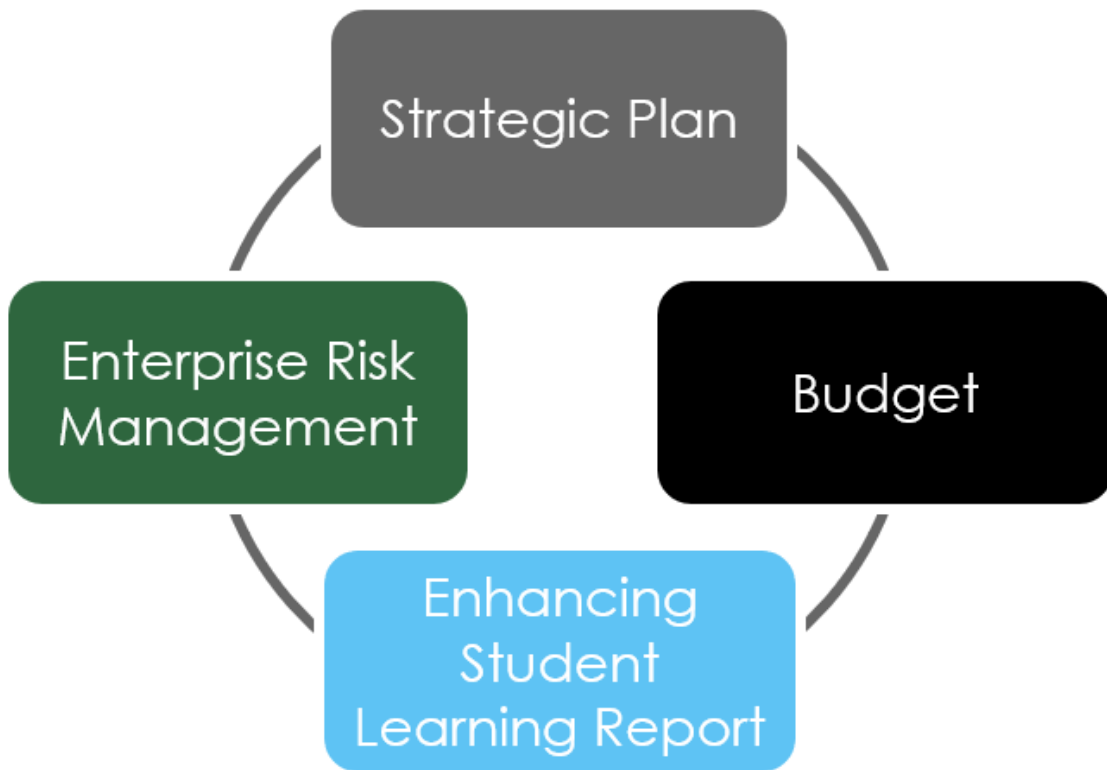 Strategic Plan
Enterprise Risk
Management
Budget
Enhancing
Student
Learning Report